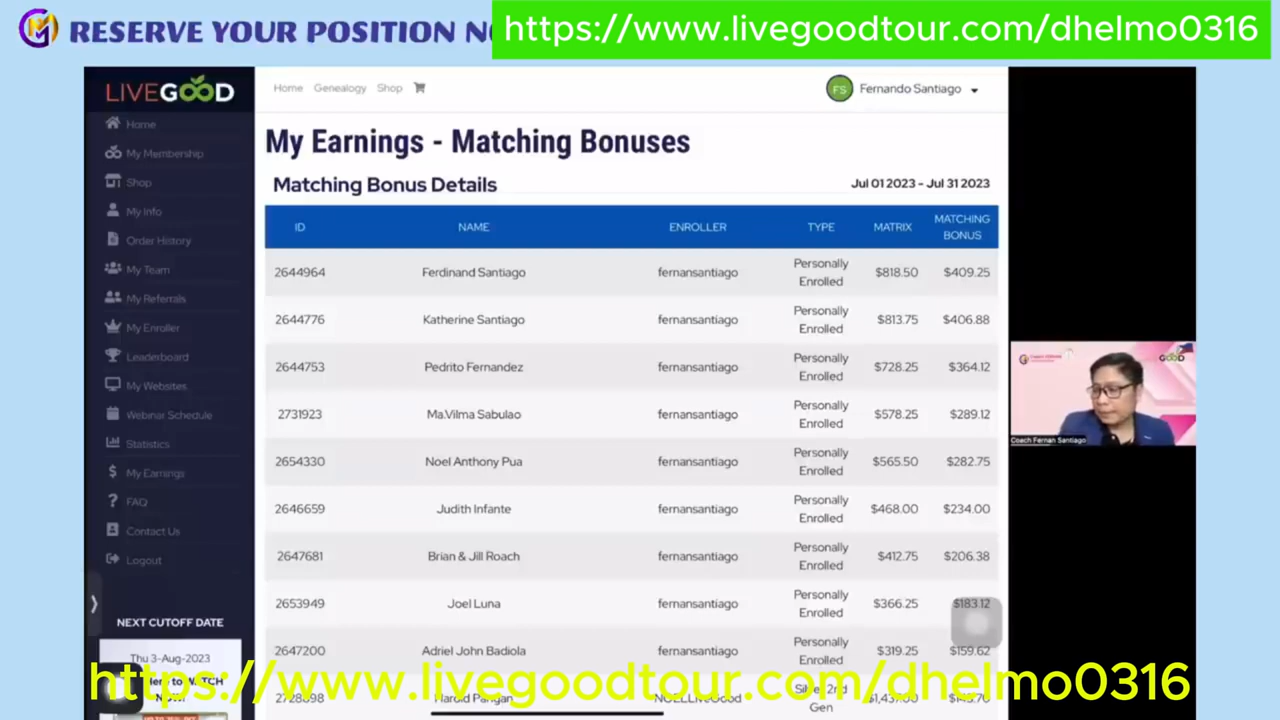 RESERVE YOUR POSITION
https://www.livegoodtour.com/dhelmo0316
LIVEGOOD
Home Genealogy Shop
FS Fernando Santiago
Home
My Membership
Shop
My Info
Order History
My Team
My Referrals
My Enroller
Leaderboard
My Websites
Webinar Schedule
Statistics
My Earnings
FAQ
Contact Us
Logout
NEXT CUTOFF DATE
Thu 3-Aug-2023
My Earnings - Matching Bonuses
Matching Bonus Details Jul 01 2023 - Jul 31 2023
ID NAME ENROLLER TYPE MATRIX MATCHING BONUS
2644964 Ferdinand Santiago fernansantiago Personally Enrolled $818.50 $409.25
2644776 Katherine Santiago fernansantiago Personally Enrolled $813.75 $406.88
2644753 Pedrito Fernandez fernansantiago Personally Enrolled $728.25 $364.12
2731923 Ma.Vilma Sabulao fernansantiago Personally Enrolled $578.25 $289.12
2654330 Noel Anthony Pua fernansantiago Personally Enrolled $565.50 $282.75
2646659 Judith Infante fernansantiago Personally Enrolled $468.00 $234.00
2647681 Brian & Jill Roach fernansantiago Personally Enrolled $412.75 $206.38
2653949 Joel Luna fernansantiago Personally Enrolled $366.25 $183.12
2647200 Adriel John Badiola fernansantiago Personally Enrolled $319.25 $159.62
Gen
Coach Fernan Santiago
https://www.livegoodtour.com/dhelmo0316